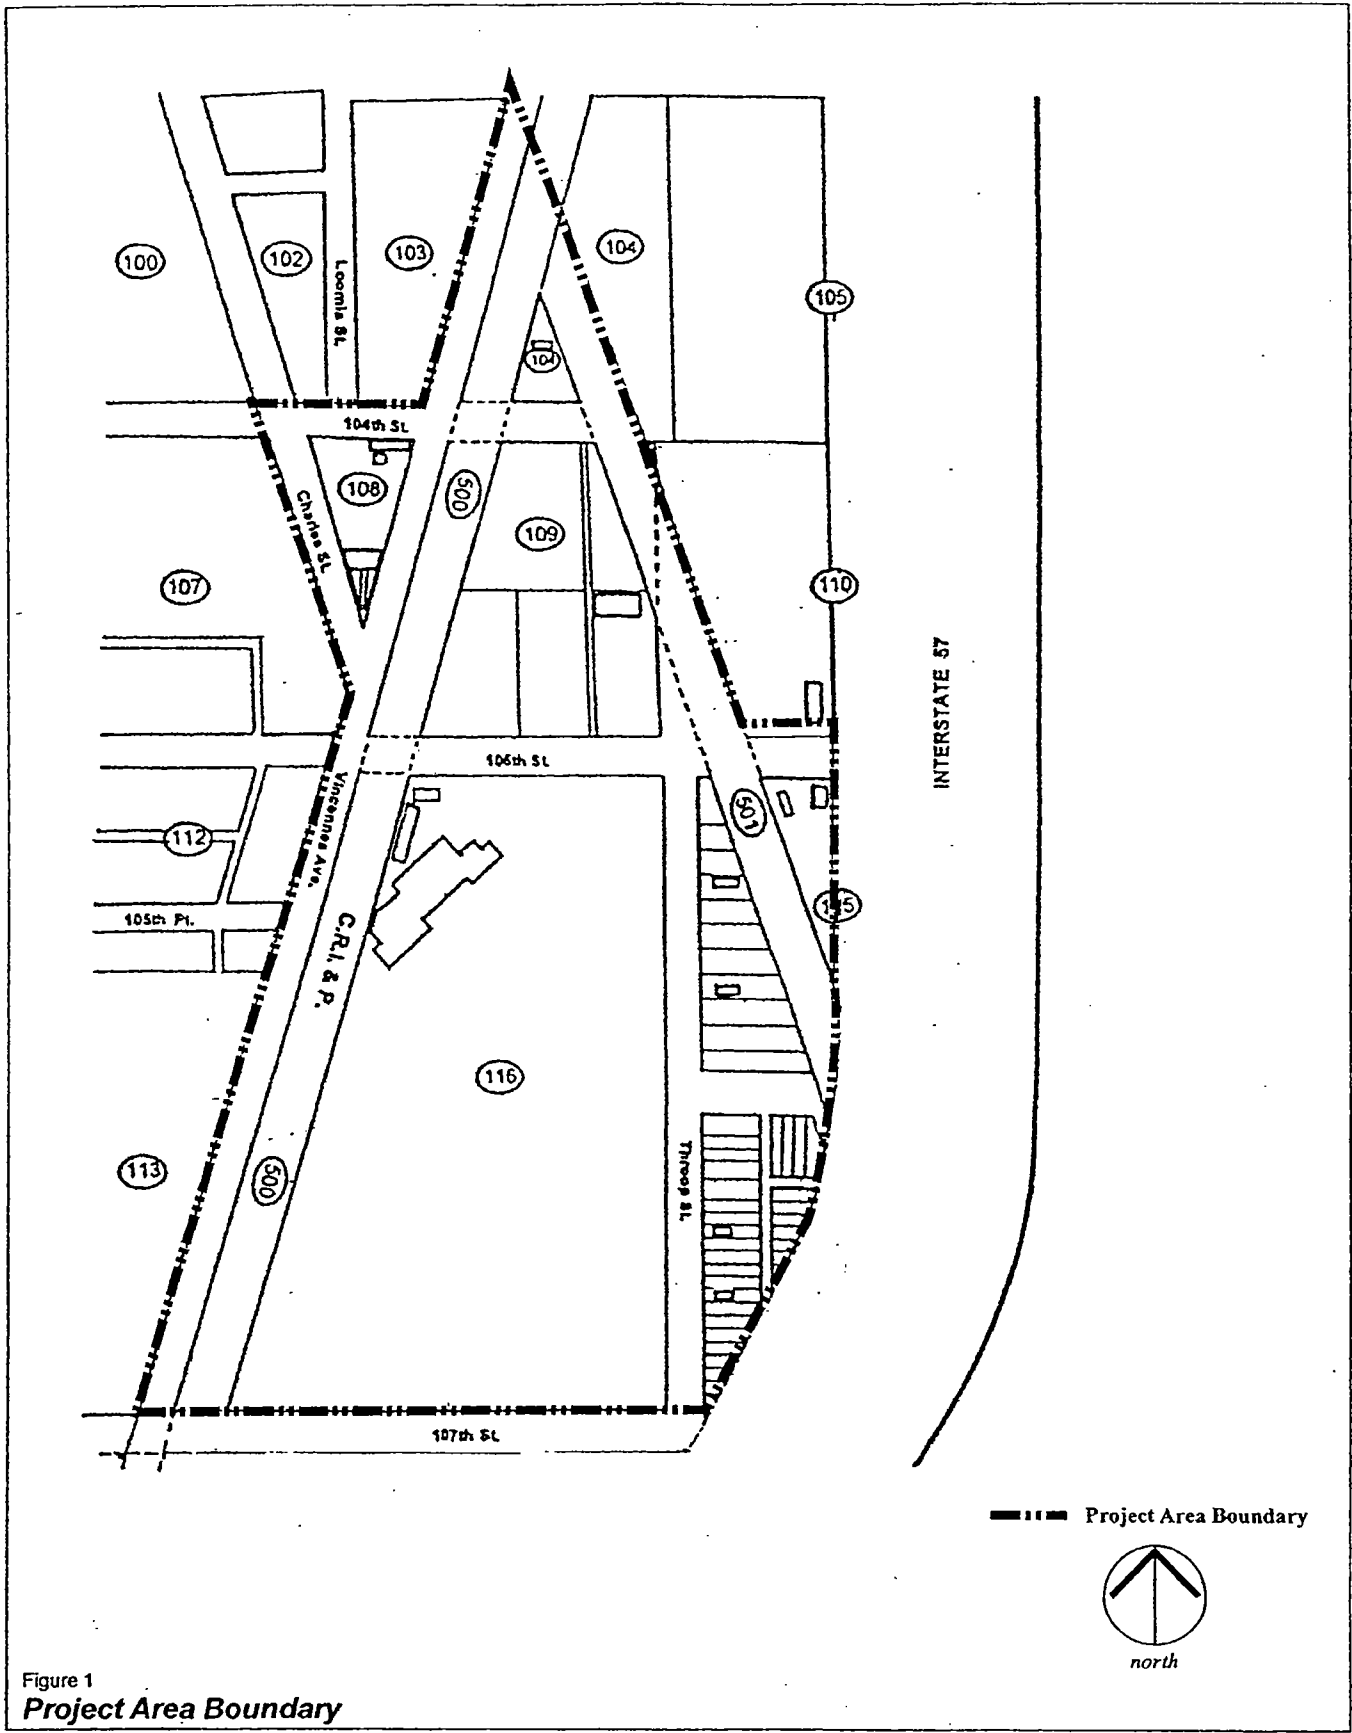 100
102
Loomis St.
103
104
105
104
104th St.
108
500
Charles St.
109
107
110
INTERSTATE 57
106th St.
Vincennes Ave.
501
112
105th Pl.
C.R.I. & P.
116
113
500
Throop St.
107th St.
Project Area Boundary
north
Figure 1
Project Area Boundary